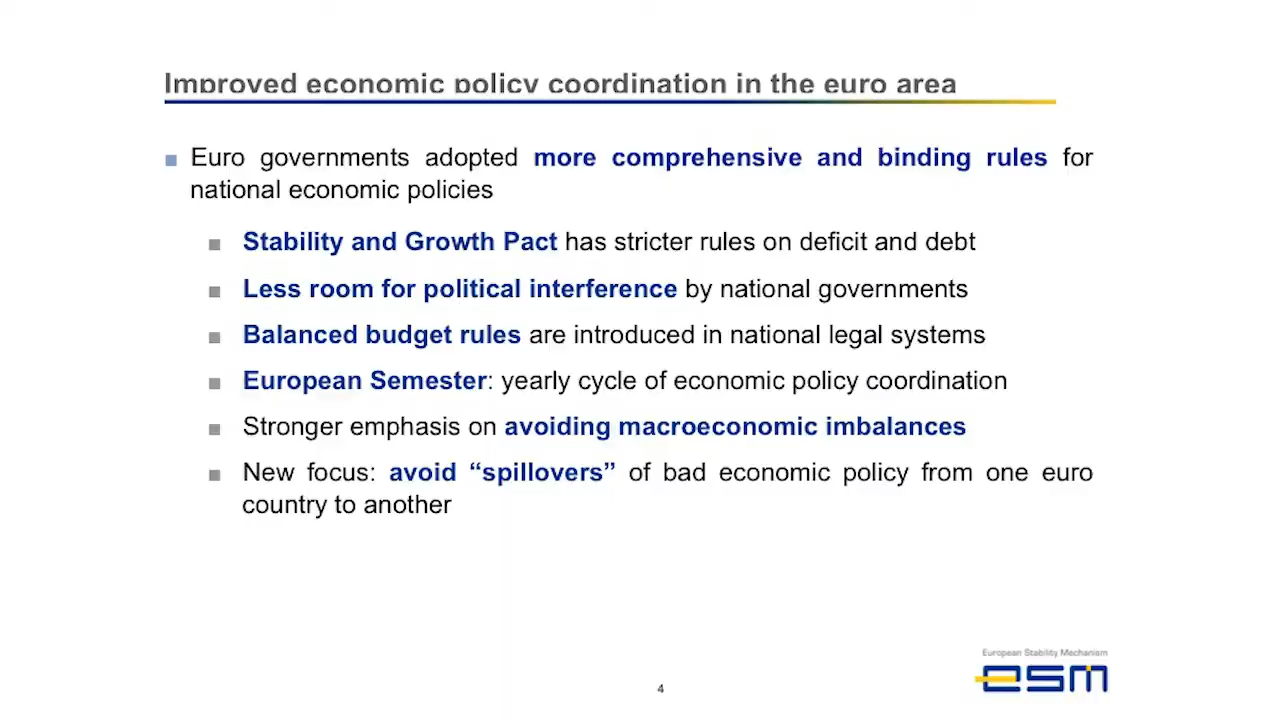 Improved economic policy coordination in the euro area
■ Euro governments adopted more comprehensive and binding rules for
national economic policies
■ Stability and Growth Pact has stricter rules on deficit and debt
■ Less room for political interference by national governments
■ Balanced budget rules are introduced in national legal systems
■ European Semester: yearly cycle of economic policy coordination
■ Stronger emphasis on avoiding macroeconomic imbalances
■ New focus: avoid “spillovers” of bad economic policy from one euro
country to another
European Stability Mechanism
esm
4